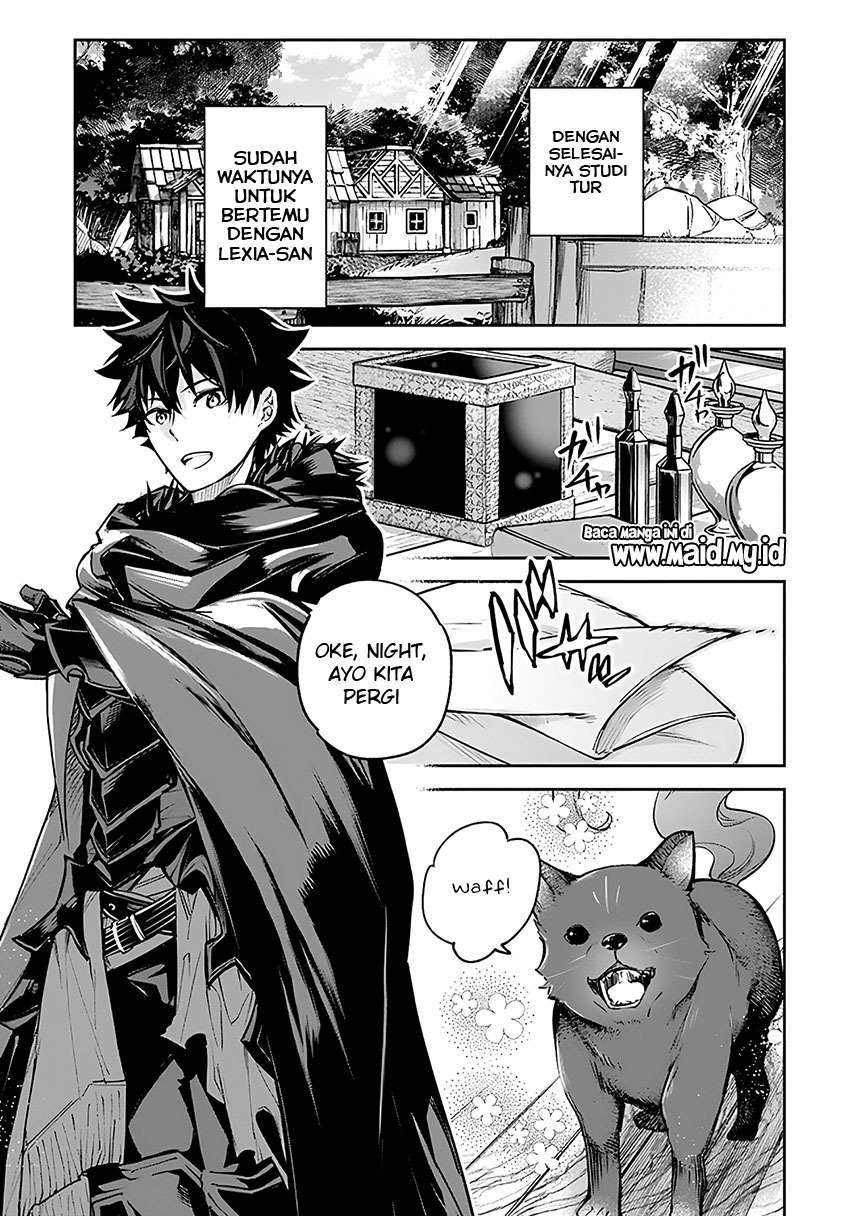 DENGAN
SELESAI-
NYA STUDI
TUR
SUDAH
WAKTUNYA
UNTUK
BERTEMU
DENGAN
LEXIA-SAN
ガチャ
ガチャ
Baca Manga ini di
www.Maid.My.id
OKE, NIGHT,
AYO KITA
PERGI
waff!